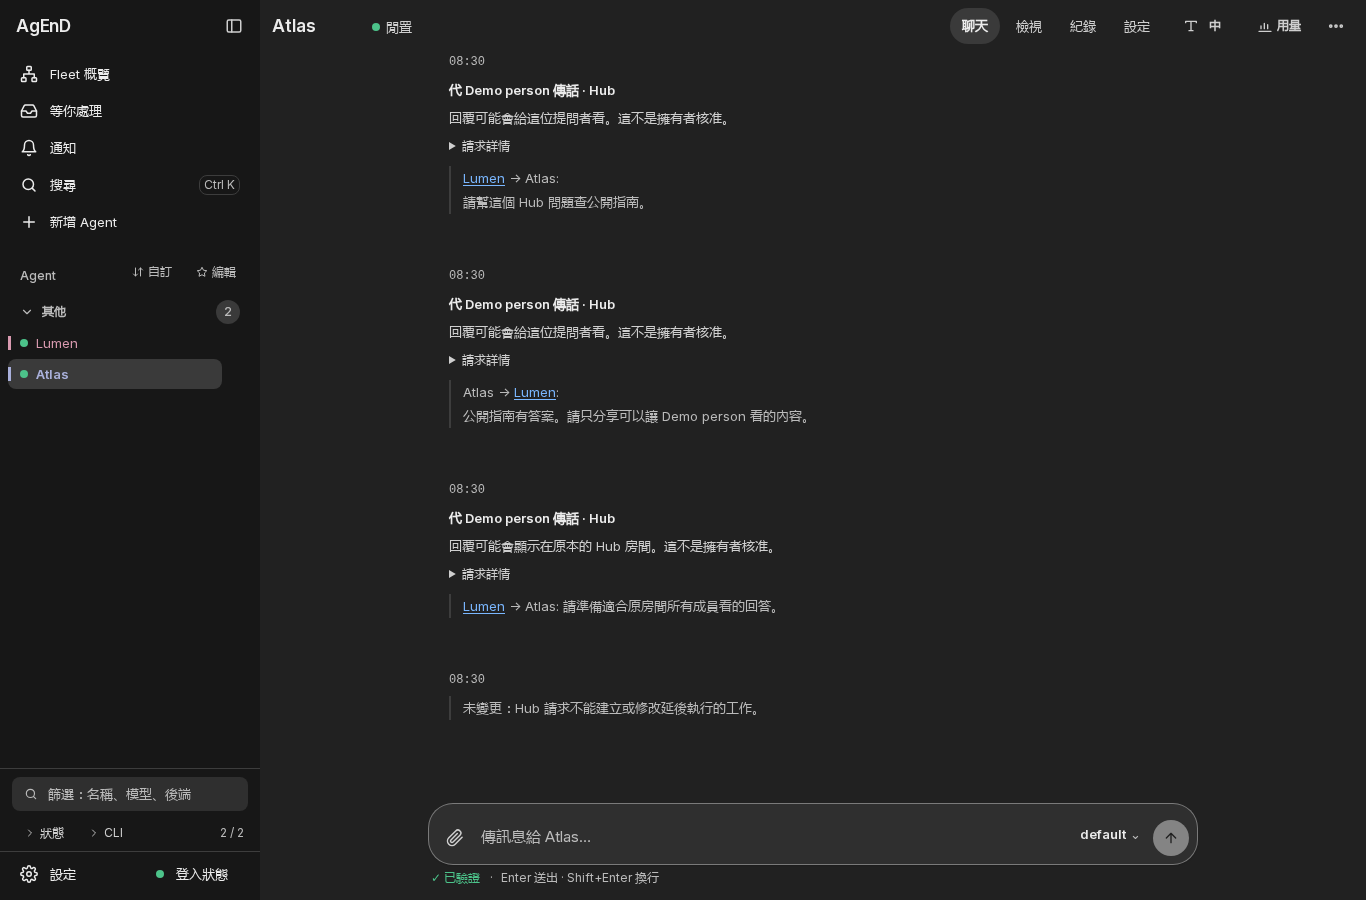 AgEnD
Fleet 概覽
等你處理
通知
搜尋 Ctrl K
新增 Agent
Agent 自訂 編輯
其他 2
Lumen
Atlas
篩選：名稱、模型、後端
狀態 CLI 2 / 2
設定 登入狀態
Atlas 閒置 聊天 檢視 紀錄 設定 T 中 用量 •••
08:30
代 Demo person 傳話 · Hub
回覆可能會給這位提問者看。這不是擁有者核准。
▶ 請求詳情
Lumen → Atlas:
請幫這個 Hub 問題查公開指南。
08:30
代 Demo person 傳話 · Hub
回覆可能會給這位提問者看。這不是擁有者核准。
▶ 請求詳情
Atlas → Lumen:
公開指南有答案。請只分享可以讓 Demo person 看的內容。
08:30
代 Demo person 傳話 · Hub
回覆可能會顯示在原本的 Hub 房間。這不是擁有者核准。
▶ 請求詳情
Lumen → Atlas: 請準備適合原房間所有成員看的回答。
08:30
未變更：Hub 請求不能建立或修改延後執行的工作。
傳訊息給 Atlas... default
✓ 已驗證 · Enter 送出 · Shift+Enter 換行